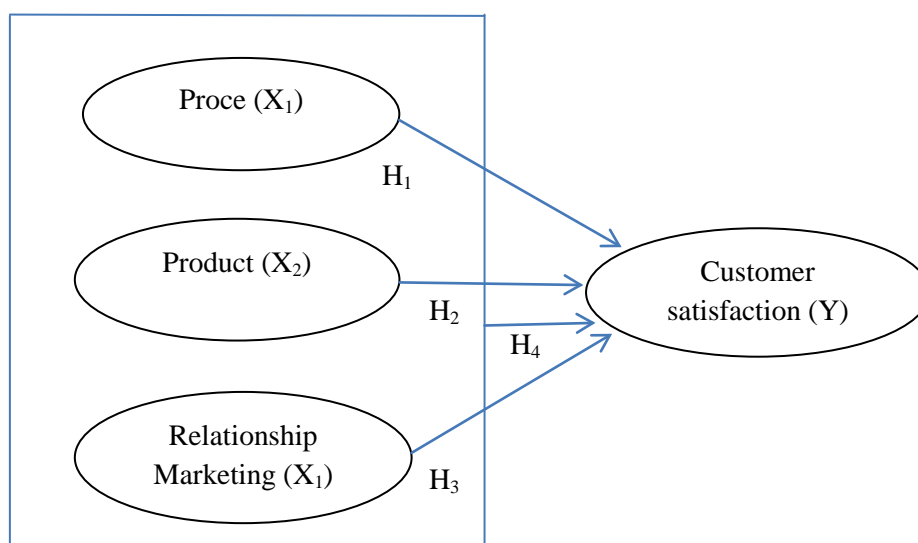 Proce (X₁)
H₁
Product (X₂)
Customer
satisfaction (Y)
H₂
H₄
Relationship
Marketing (X₁)
H₃